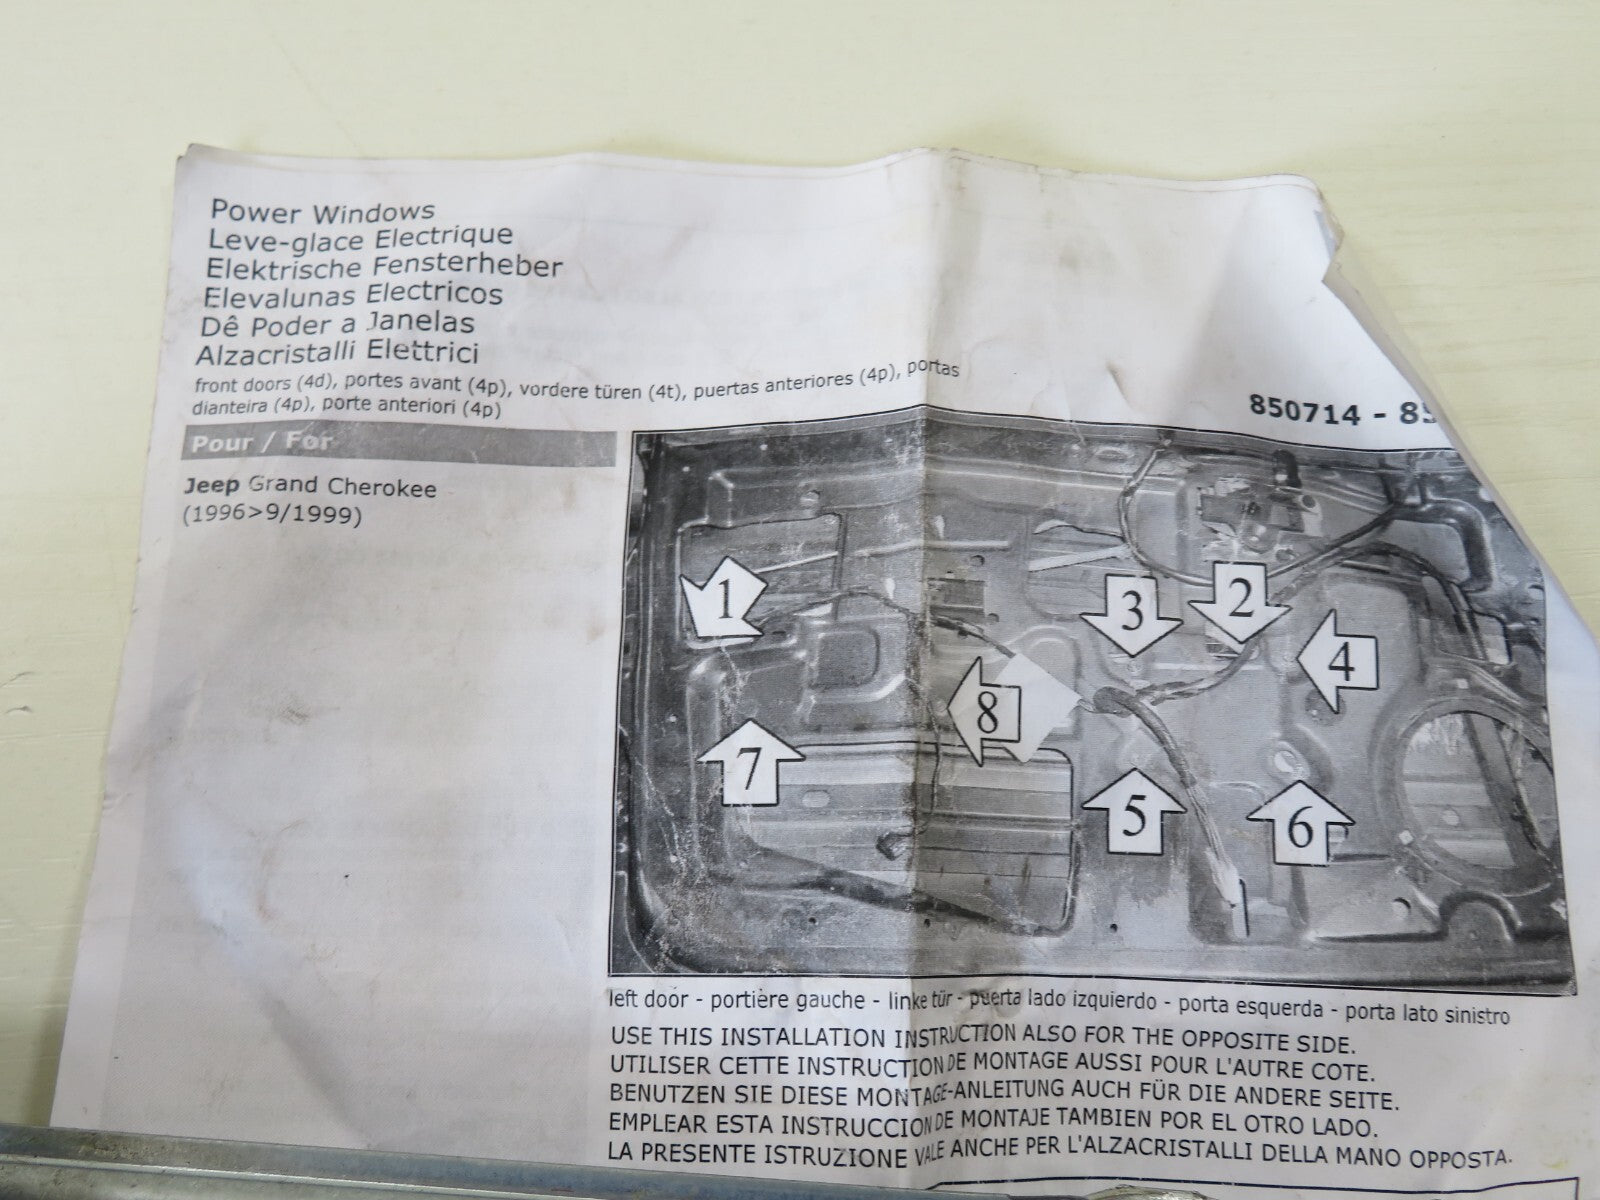 Power Windows
Leve-glace Electrique
Elektrische Fensterheber
Elevalunas Electricos
Dê Poder a Janelas
Alzacristalli Elettrici
front doors (4d), portes avant (4p), vordere türen (4t), puertas anteriores (4p), portas
dianteira (4p), porte anteriori (4p)
850714 - 85
Pour / For
Jeep Grand Cherokee
(1996>9/1999)
1
2
3
4
8
7
5
6
left door - portière gauche - linke tür - puerta lado izquierdo - porta esquerda - porta lato sinistro
USE THIS INSTALLATION INSTRUCTION ALSO FOR THE OPPOSITE SIDE.
UTILISER CETTE INSTRUCTION DE MONTAGE AUSSI POUR L'AUTRE COTE.
BENUTZEN SIE DIESE MONTAGE-ANLEITUNG AUCH FÜR DIE ANDERE SEITE.
EMPLEAR ESTA INSTRUCCION DE MONTAJE TAMBIEN POR EL OTRO LADO.
LA PRESENTE ISTRUZIONE VALE ANCHE PER L'ALZACRISTALLI DELLA MANO OPPOSTA.